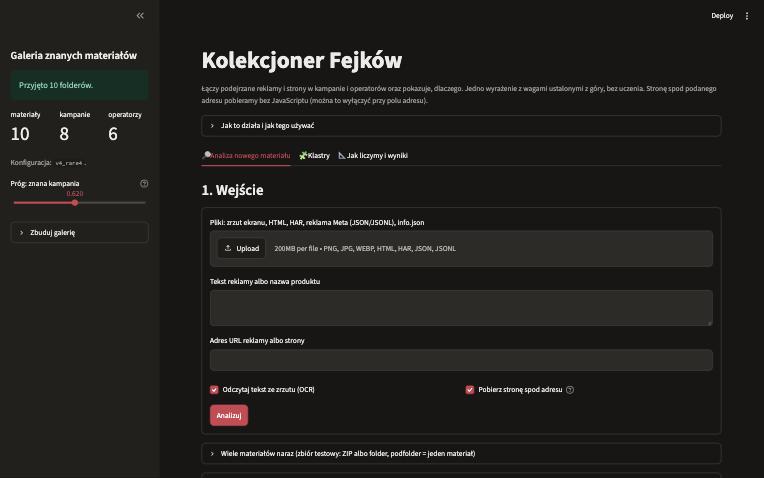 Deploy
Galeria znanych materiałów
Przyjęto 10 folderów.
materiały kampanie operatorzy
10 8 6
Konfiguracja: v4_rare4 .
Próg: znana kampania
0.620
Zbuduj galerię
Kolekcjoner Fejków
Łączy podejrzane reklamy i strony w kampanie i operatorów oraz pokazuje, dlaczego. Jedno wyrażenie z wagami ustalonymi z góry, bez uczenia. Stronę spod podanego
adresu pobieramy bez JavaScriptu (można to wyłączyć przy polu adresu).
Jak to działa i jak tego używać
Analiza nowego materiału Klastry Jak liczymy i wyniki
1. Wejście
Pliki: zrzut ekranu, HTML, HAR, reklama Meta (JSON/JSONL), info.json
Upload 200MB per file • PNG, JPG, WEBP, HTML, HAR, JSON, JSONL
Tekst reklamy albo nazwa produktu
Adres URL reklamy albo strony
Odczytaj tekst ze zrzutu (OCR) Pobierz stronę spod adresu
Analizuj
Wiele materiałów naraz (zbiór testowy: ZIP albo folder, podfolder = jeden materiał)